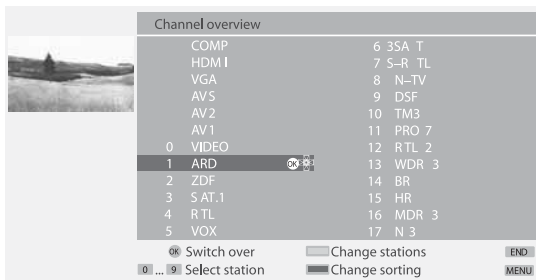 Channel overview
COMP
HDMI
VGA
AVS
AV2
AV1
0 VIDEO
1 ARD OK
2 ZDF
3 SAT.1
4 RTL
5 VOX
6 3SA T
7 S–R TL
8 N–TV
9 DSF
10 TM3
11 PRO 7
12 RTL 2
13 WDR 3
14 BR
15 HR
16 MDR 3
17 N 3
OK Switch over Change stations END
0 ... 9 Select station Change sorting MENU